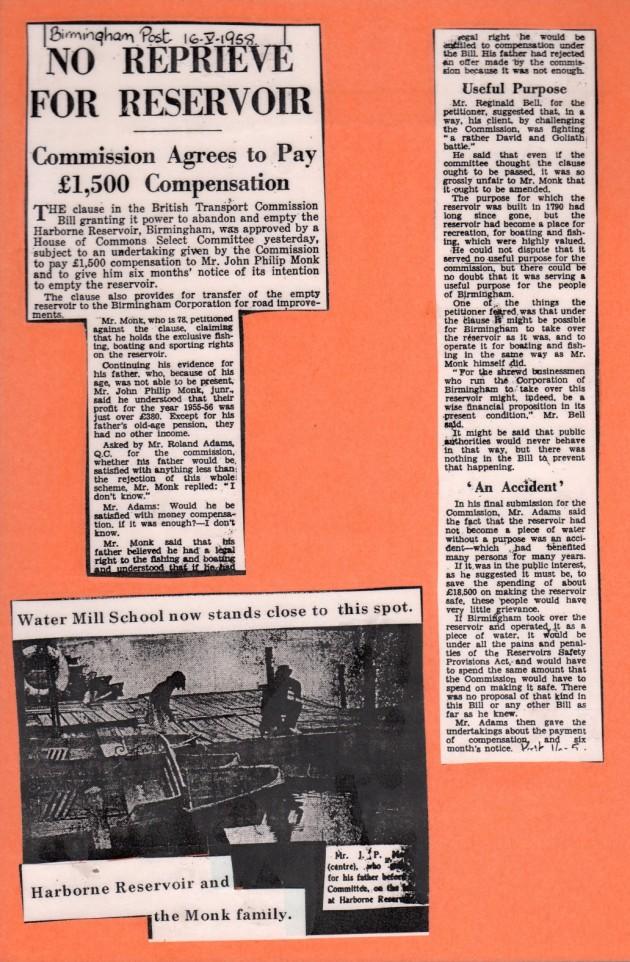 Birmingham Post 16-V-1958.
NO REPRIEVE
FOR RESERVOIR
Commission Agrees to Pay
£1,500 Compensation
THE clause in the British Transport Commission
Bill granting it power to abandon and empty the
Harborne Reservoir, Birmingham, was approved by a
House of Commons Select Committee yesterday,
subject to an undertaking given by the Commission
to pay £1,500 compensation to Mr. John Philip Monk
and to give him six months' notice of its intention
to empty the reservoir.
The clause also provides for transfer of the empty
reservoir to the Birmingham Corporation for road improve-
ments.
Mr. Monk, who is 78, petitioned
against the clause, claiming
that he holds the exclusive fish-
ing, boating and sporting rights
on the reservoir.
Continuing his evidence for
his father, who, because of his
age, was not able to be present,
Mr. John Philip Monk, junr.,
said he understood that their
profit for the year 1955-56 was
just over £380. Except for his
father's old-age pension, they
had no other income.
Asked by Mr. Roland Adams,
Q.C. for the commission,
whether his father would be
satisfied with anything less than
the rejection of this whole
scheme, Mr. Monk replied: "I
don't know."
Mr. Adams: Would he be
satisfied with money compensa-
tion, if it was enough?—I don't
know.
Mr. Monk said that his
father believed he had a legal
right to the fishing and boating
and understood that if he had
legal right he would be
entitled to compensation under
the Bill. His father had rejected
an offer made by the commis-
sion because it was not enough.
Useful Purpose
Mr. Reginald Bell, for the
petitioner, suggested that, in a
way, his client, by challenging
the Commission, was fighting
"a rather David and Goliath
battle."
He said that even if the
committee thought the clause
ought to be passed, it was so
grossly unfair to Mr. Monk that
it ought to be amended.
The purpose for which the
reservoir was built in 1790 had
long since gone, but the
reservoir had become a place for
recreation, for boating and fish-
ing, which were highly valued.
He could not dispute that it
served no useful purpose for the
commission, but there could be
no doubt that it was serving a
useful purpose for the people
of Birmingham.
One of the things the
petitioner feared was that under
the clause it might be possible
for Birmingham to take over
the reservoir as it was, and to
operate it for boating and fish-
ing in the same way as Mr.
Monk himself did.
"For the shrewd businessmen
who run the Corporation of
Birmingham to take over this
reservoir might, indeed, be a
wise financial proposition in its
present condition," Mr. Bell
said.
It might be said that public
authorities would never behave
in that way, but there was
nothing in the Bill to prevent
that happening.
'An Accident'
In his final submission for the
Commission, Mr. Adams said
the fact that the reservoir had
not become a piece of water
without a purpose was an acci-
dent—which had benefited
many persons for many years.
If it was in the public interest,
as he suggested it must be, to
save the spending of about
£18,500 on making the reservoir
safe, these people would have
very little grievance.
If Birmingham took over the
reservoir and operated it as a
piece of water, it would be
under all the pains and penal-
ties of the Reservoirs Safety
Provisions Act, and would have
to spend the same amount that
the Commission would have to
spend on making it safe. There
was no proposal of that kind in
this Bill or any other Bill as
far as he knew.
Mr. Adams then gave the
undertakings about the payment
of compensation and six
month's notice.
Water Mill School now stands close to this spot.
Mr. J. P.
(centre), who
for his father before
Committee, on the
at Harborne
Harborne Reservoir and
the Monk family.